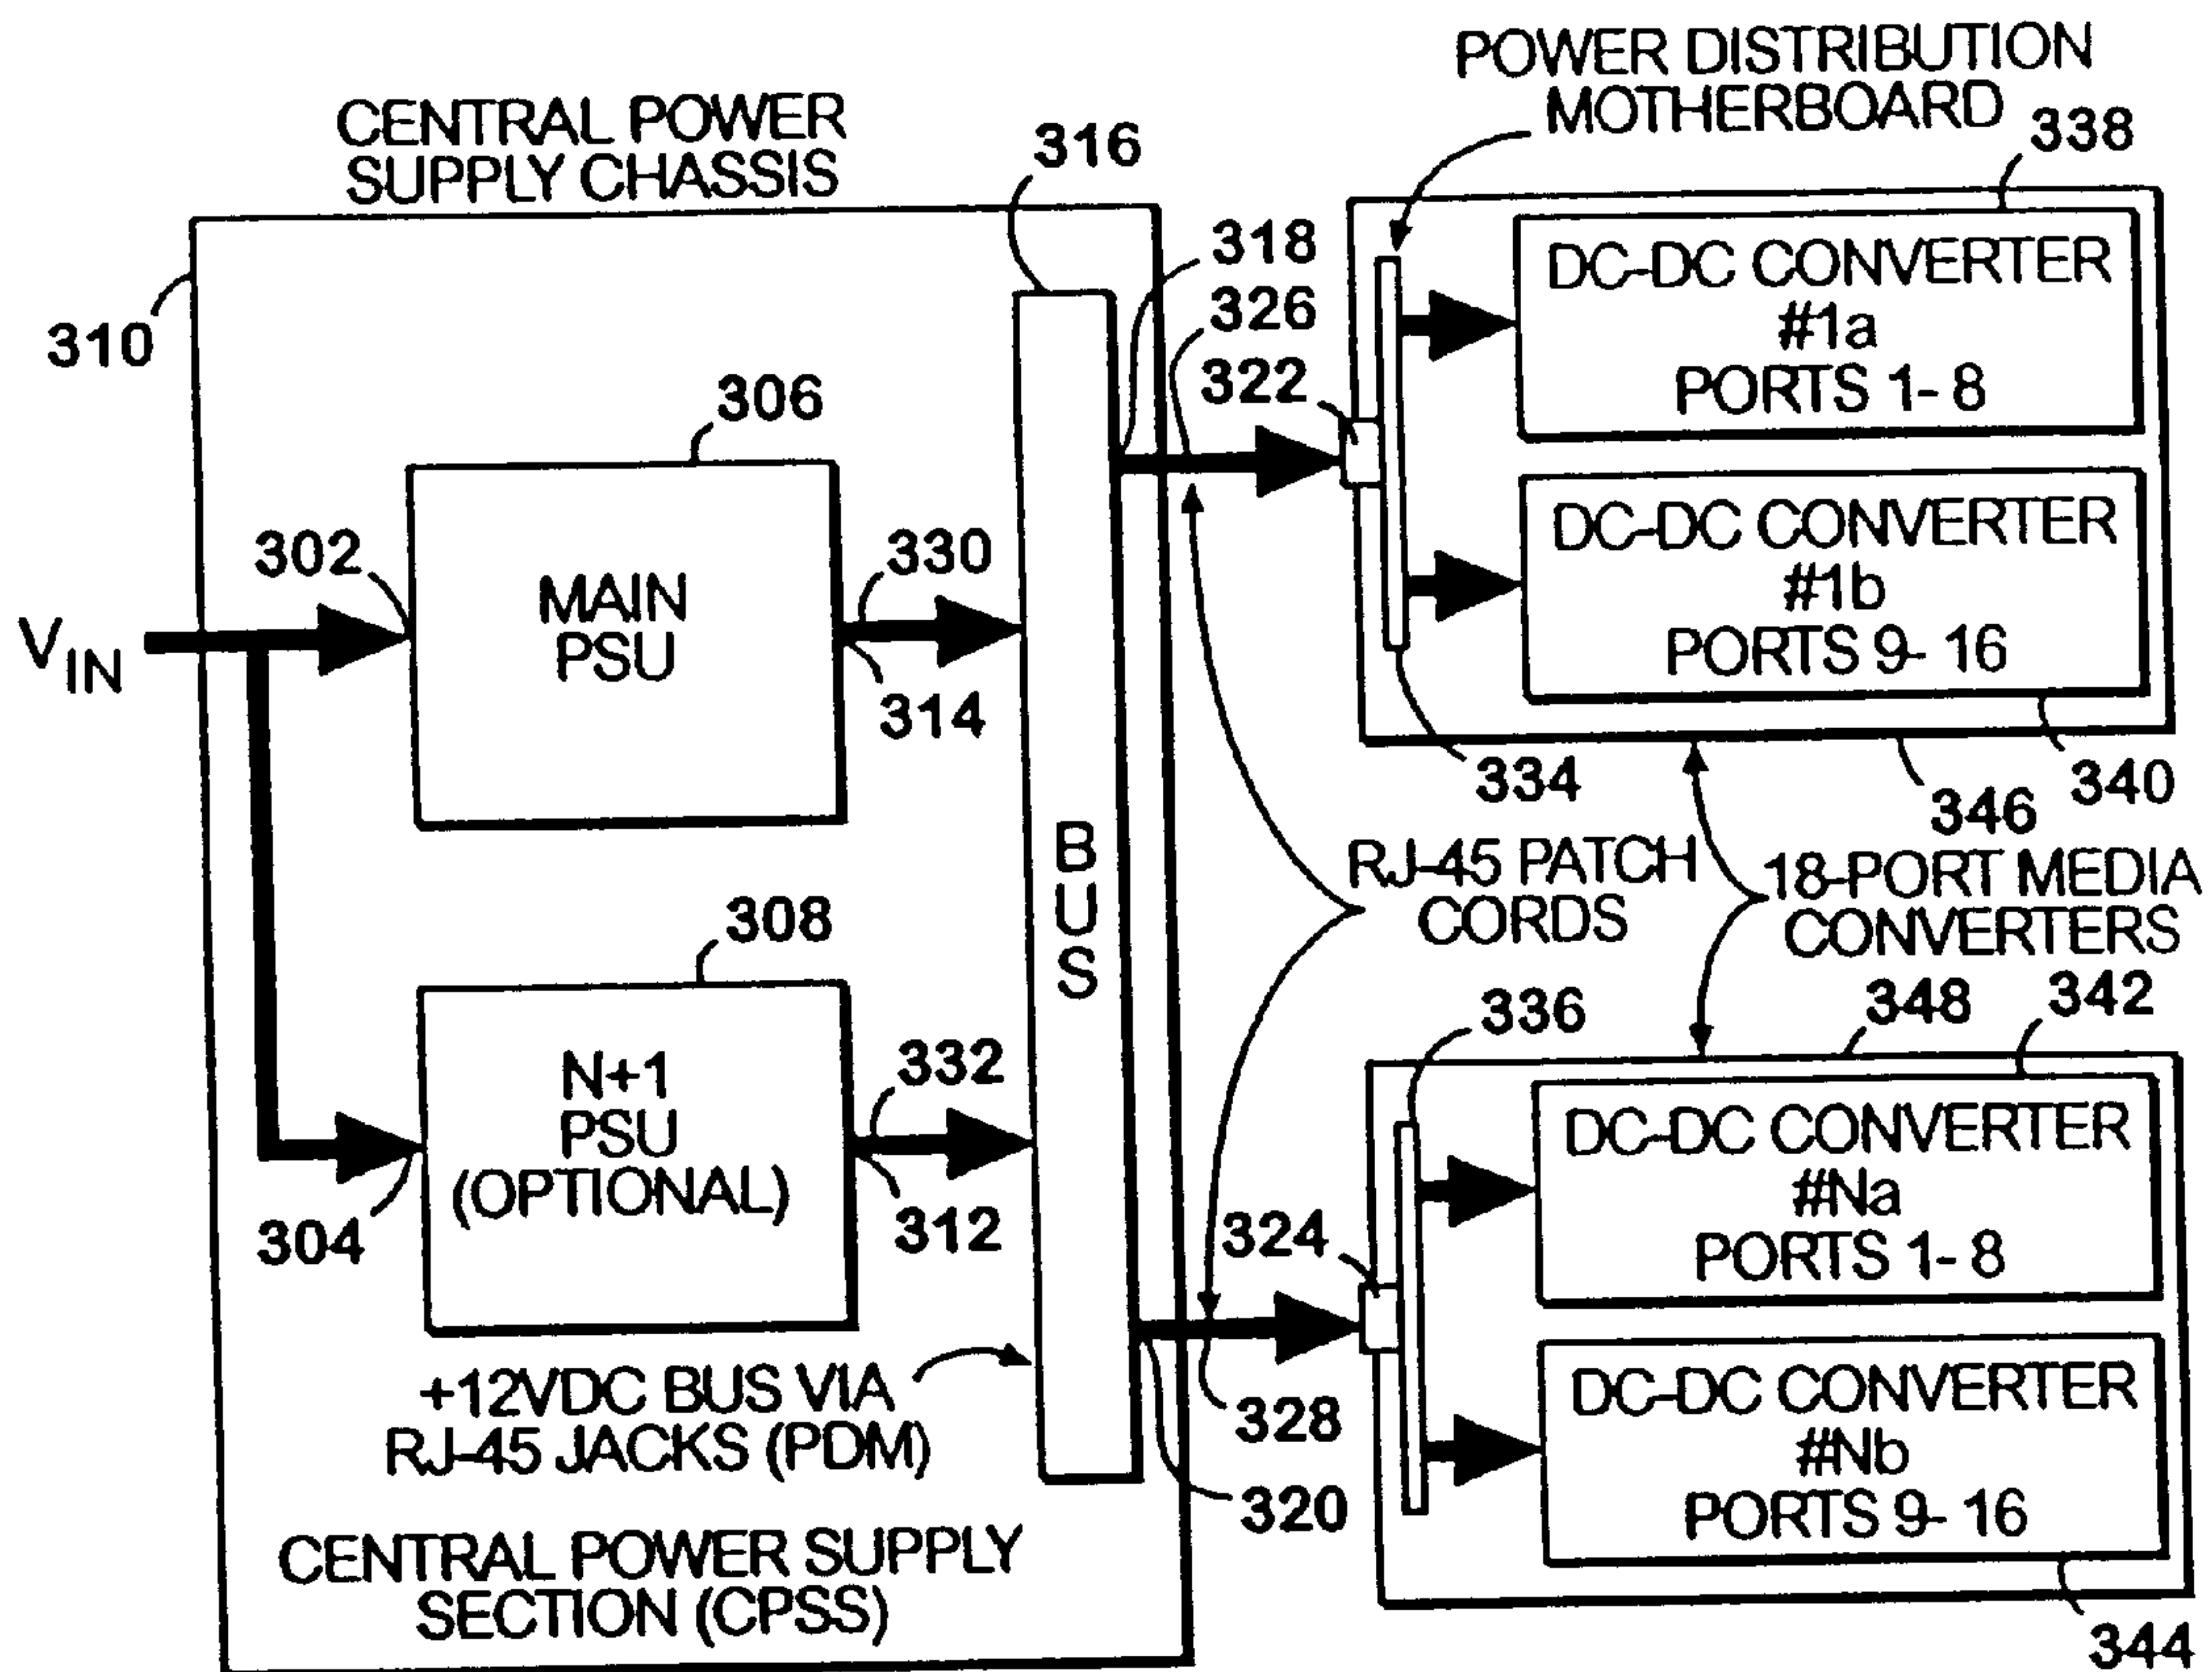 POWER DISTRIBUTION
MOTHERBOARD
338
CENTRAL POWER
SUPPLY CHASSIS
316
310
318
326
322
DC-DC CONVERTER
#1a
PORTS 1- 8
306
302
MAIN
PSU
330
314
VIN
DC-DC CONVERTER
#1b
PORTS 9- 16
334
340
346
BUS
RJ-45 PATCH
CORDS
18-PORT MEDIA
CONVERTERS
308
336
348
342
N+1
PSU
(OPTIONAL)
332
312
304
324
DC-DC CONVERTER
#Na
PORTS 1- 8
+12VDC BUS VIA
RJ-45 JACKS (PDM)
328
320
DC-DC CONVERTER
#Nb
PORTS 9- 16
344
CENTRAL POWER SUPPLY
SECTION (CPSS)